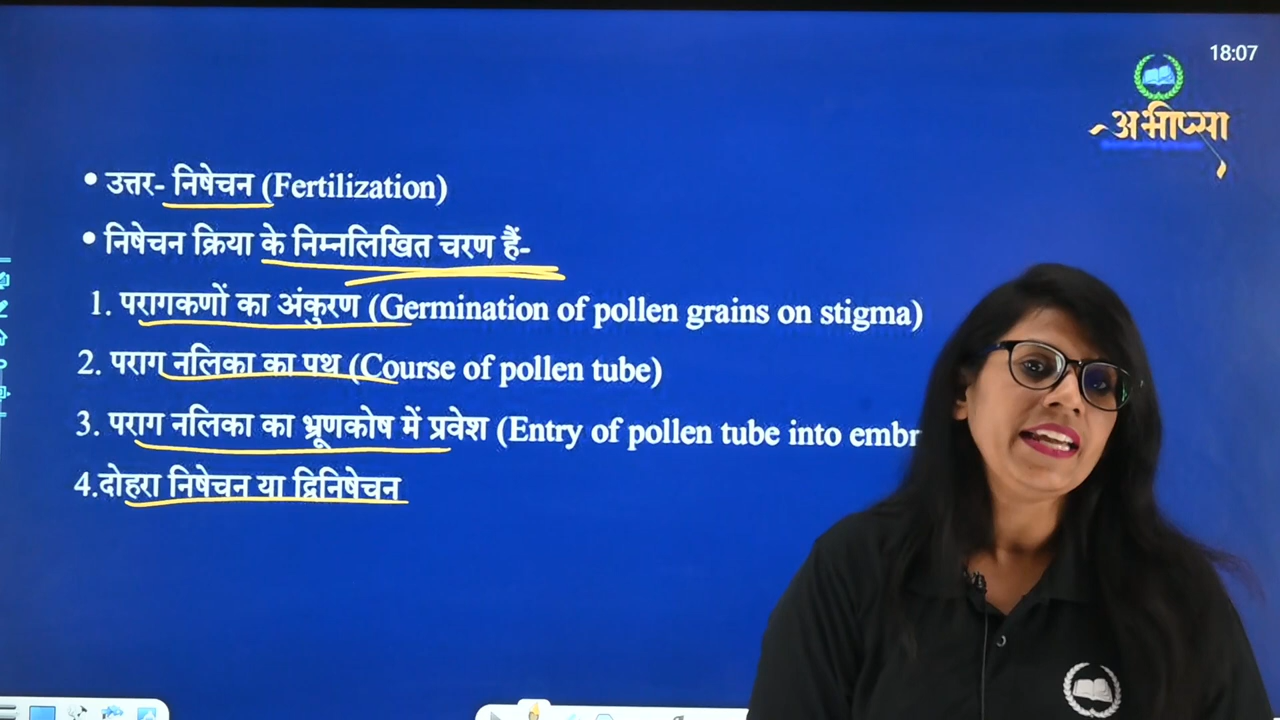 18:07
अभीप्सा
• उत्तर- निषेचन (Fertilization)
• निषेचन क्रिया के निम्नलिखित चरण हैं-
1. परागकणों का अंकुरण (Germination of pollen grains on stigma)
2. पराग नलिका का पथ (Course of pollen tube)
3. पराग नलिका का भ्रूणकोष में प्रवेश (Entry of pollen tube into embr
4.दोहरा निषेचन या द्विनिषेचन